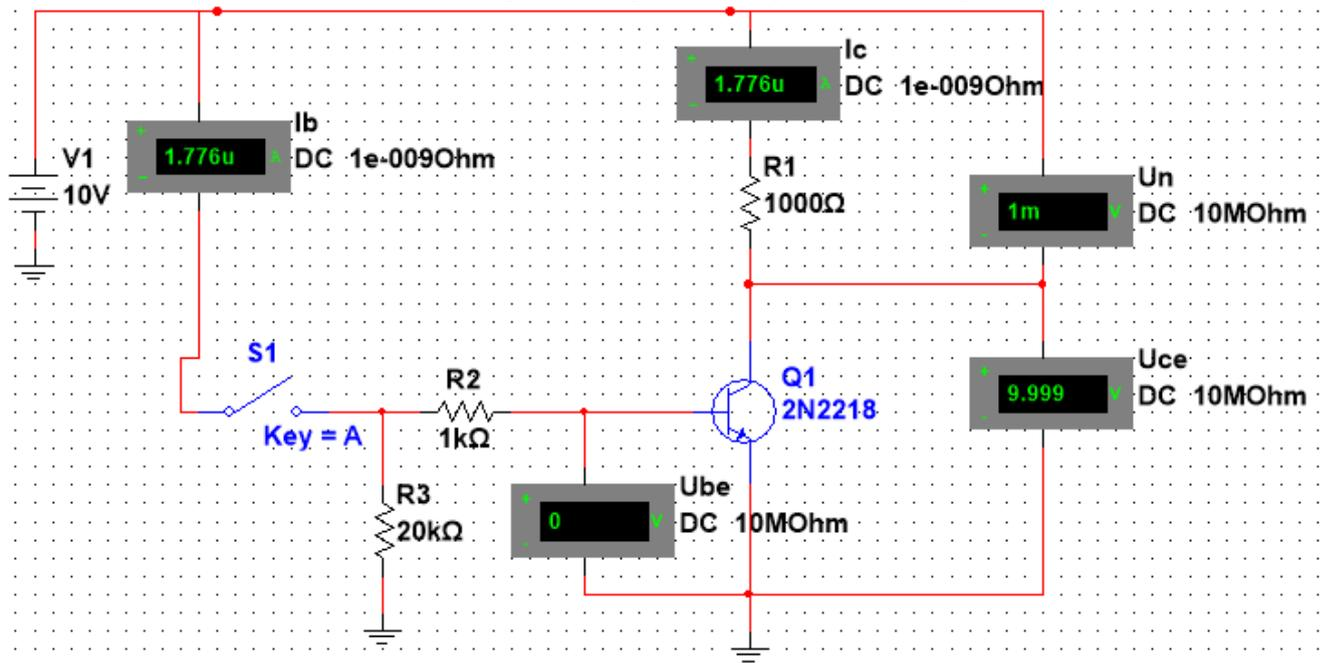 Ic
1.776u A
DC 1e-009Ohm
Ib
1.776u A
DC 1e-009Ohm
V1
10V
R1
1000Ω
Un
1m V
DC 10MOhm
S1
Key = A
R2
1kΩ
Q1
2N2218
Uce
9.999 V
DC 10MOhm
R3
20kΩ
Ube
0 V
DC 10MOhm